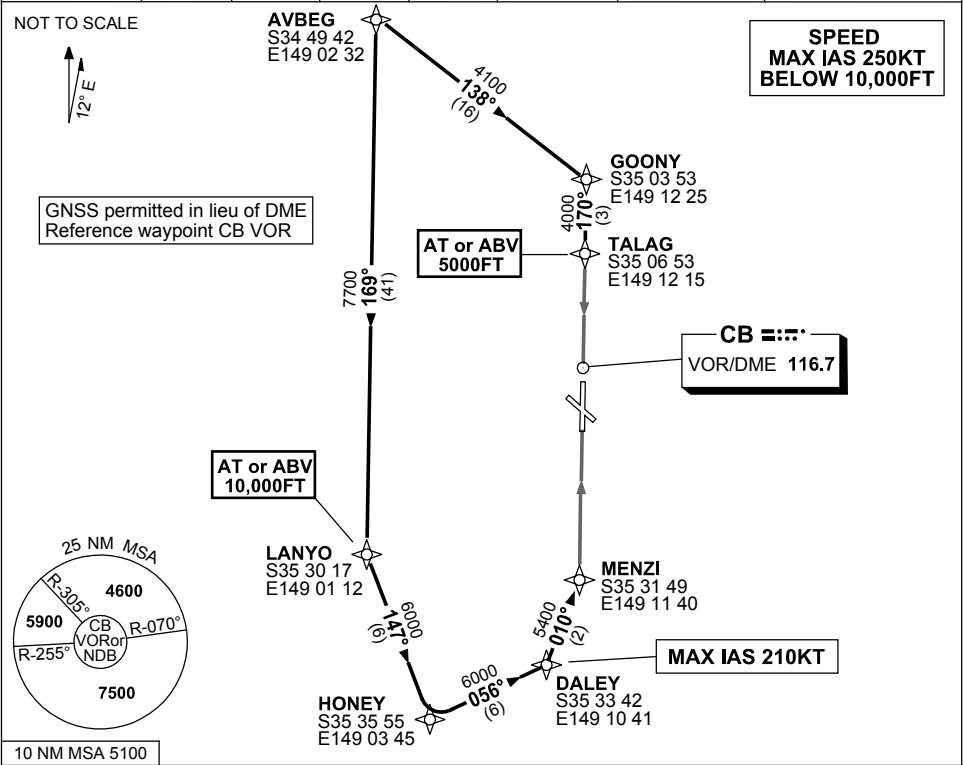 NOT TO SCALE
12° E
AVBEG
S34 49 42
E149 02 32
SPEED
MAX IAS 250KT
BELOW 10,000FT
4100
138°
(16)
GOONY
S35 03 53
E149 12 25
GNSS permitted in lieu of DME
Reference waypoint CB VOR
4000
170°
(3)
AT or ABV
5000FT
TALAG
S35 06 53
E149 12 15
7700
169°
(41)
CB
VOR/DME 116.7
AT or ABV
10,000FT
LANYO
S35 30 17
E149 01 12
MENZI
S35 31 49
E149 11 40
25 NM MSA
R-305°
4600
5900
CB
VORor
NDB
R-070°
R-255°
7500
6000
147°
(6)
5400
010°
(2)
6000
056°
(6)
MAX IAS 210KT
DALEY
S35 33 42
E149 10 41
HONEY
S35 35 55
E149 03 45
10 NM MSA 5100